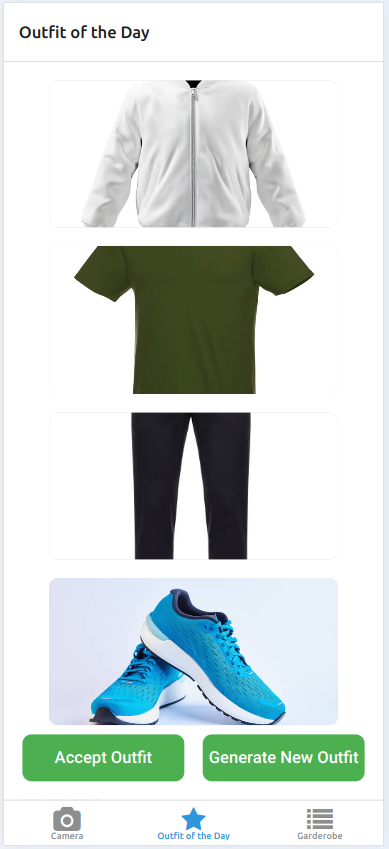 Outfit of the Day
Accept Outfit
Generate New Outfit
Camera
Outfit of the Day
Garderobe